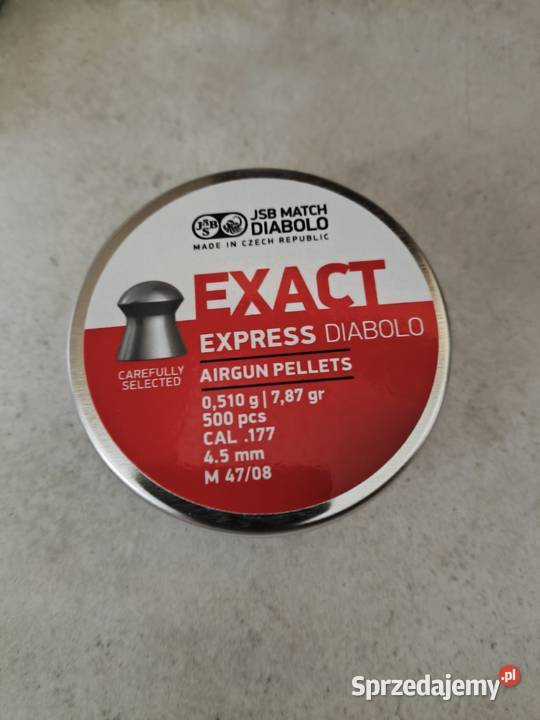 JSB
JSB MATCH
DIABOLO
MADE IN CZECH REPUBLIC
EXACT
EXPRESS DIABOLO
AIRGUN PELLETS
CAREFULLY
SELECTED
0,510 g | 7,87 gr
500 pcs
CAL .177
4.5 mm
M 47/08
Sprzedajemy.pl